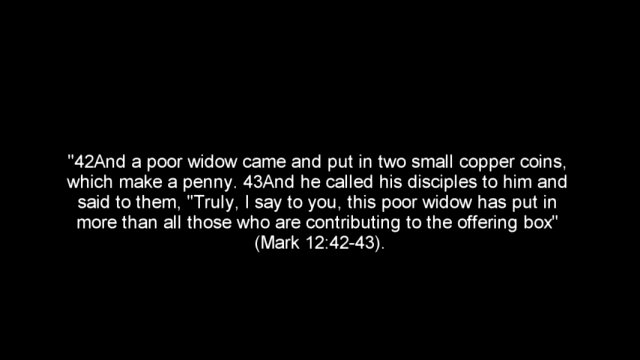 "42And a poor widow came and put in two small copper coins,
which make a penny. 43And he called his disciples to him and
said to them, "Truly, I say to you, this poor widow has put in
more than all those who are contributing to the offering box"
(Mark 12:42-43).